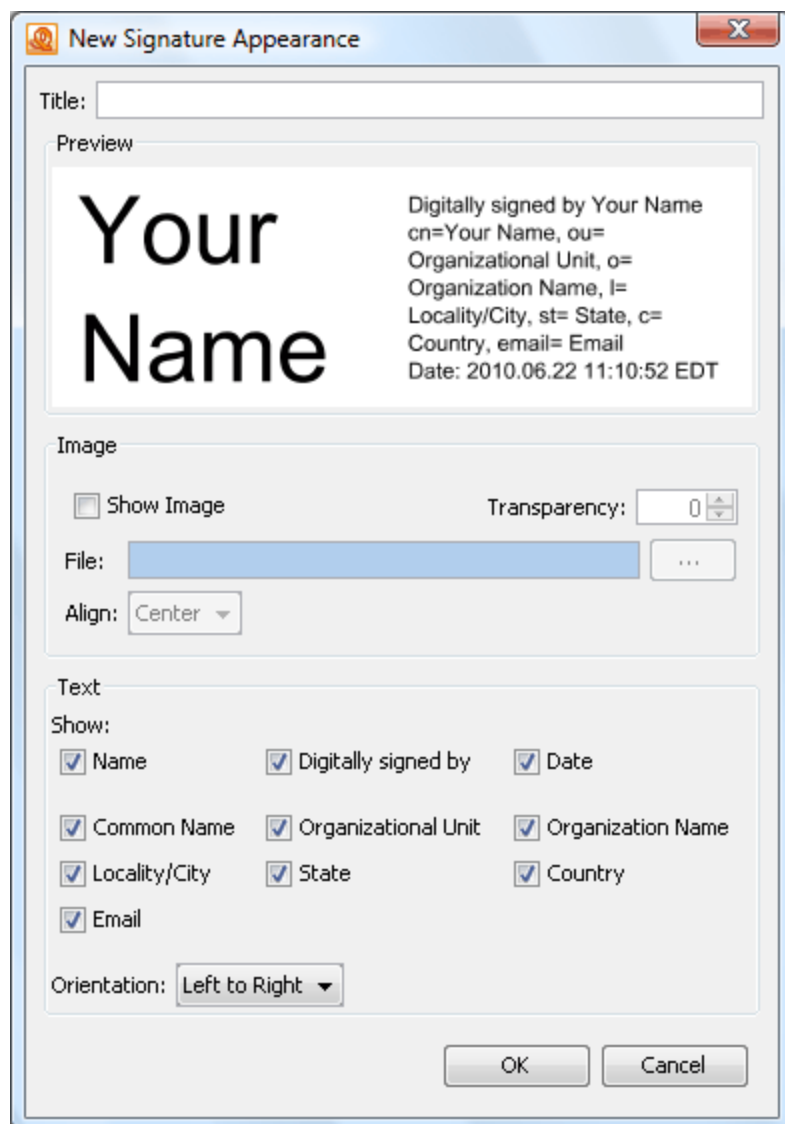 New Signature Appearance
Title:
Preview
Your
Name
Digitally signed by Your Name
cn=Your Name, ou=
Organizational Unit, o=
Organization Name, l=
Locality/City, st= State, c=
Country, email= Email
Date: 2010.06.22 11:10:52 EDT
Image
Show Image
Transparency: 0
File: ...
Align: Center
Text
Show:
Name Digitally signed by Date
Common Name Organizational Unit Organization Name
Locality/City State Country
Email
Orientation: Left to Right
OK Cancel